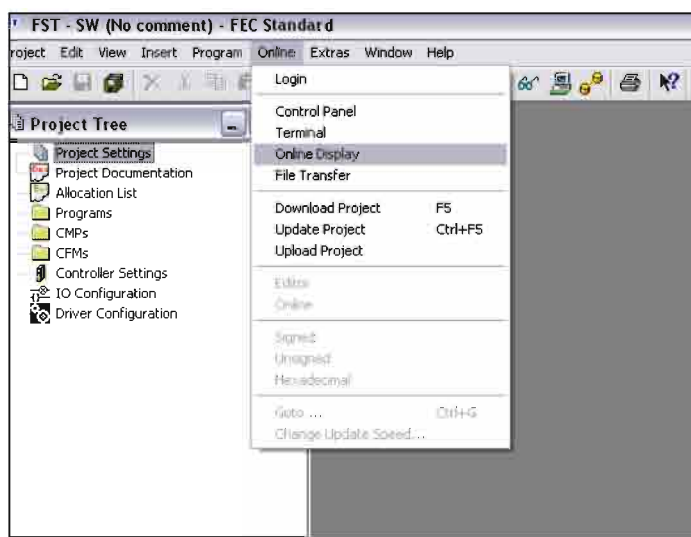 FST - SW (No comment) - FEC Standard
roject Edit View Insert Program Online Extras Window Help
Project Tree
Project Settings
Project Documentation
Allocation List
Programs
CMPs
CFMs
Controller Settings
IO Configuration
Driver Configuration
Login
Control Panel
Terminal
Online Display
File Transfer
Download Project F5
Update Project Ctrl+F5
Upload Project
Editor
Online
Signed
Unsigned
Hexadecimal
Goto ... Ctrl+G
Change Update Speed...